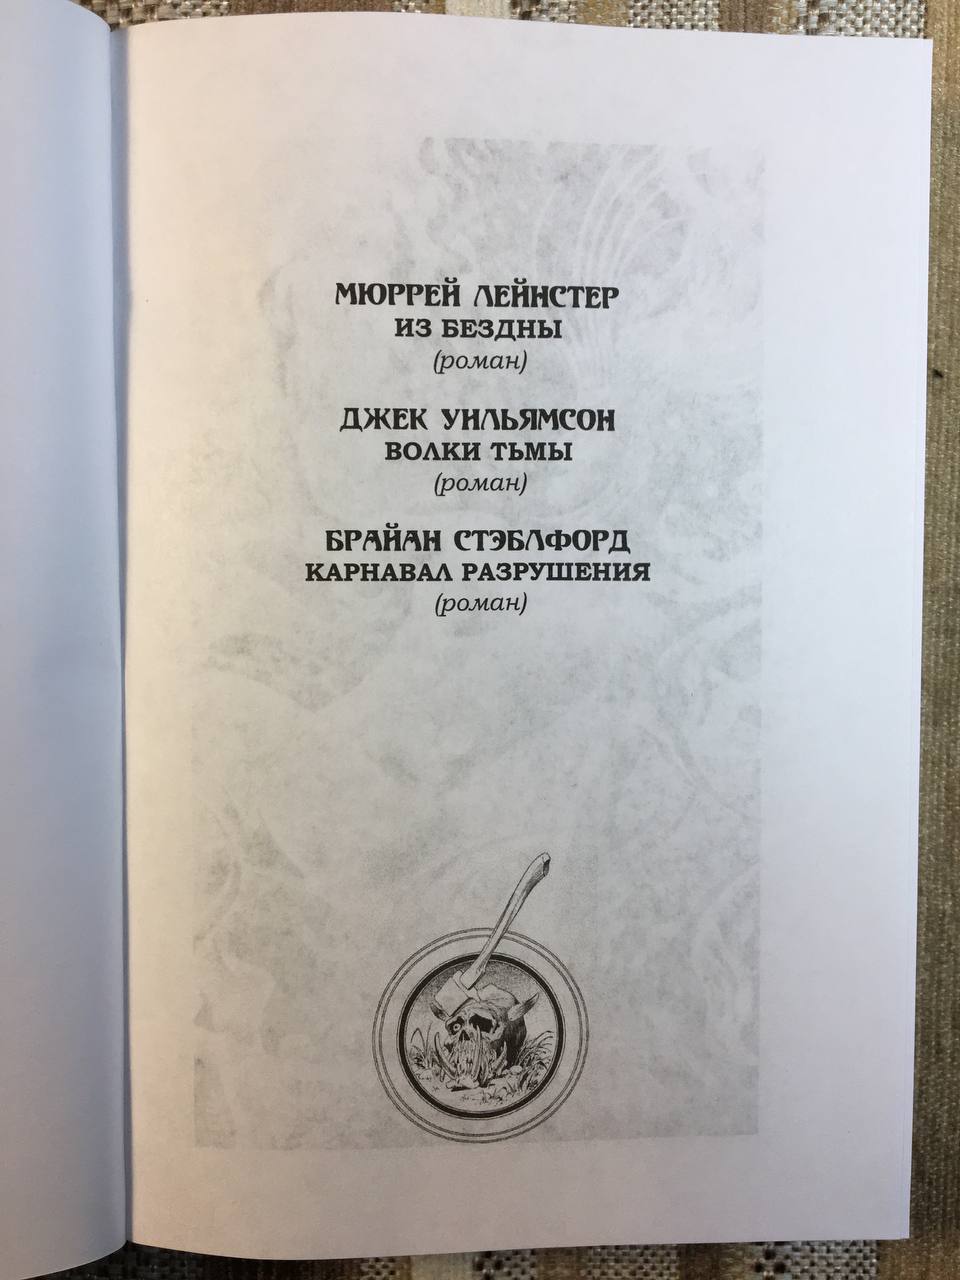 МЮРРЕЙ ЛЕЙНСТЕР
ИЗ БЕЗДНЫ
(роман)
ДЖЕК УИЛЬЯМСОН
ВОЛКИ ТЬМЫ
(роман)
БРАЙАН СТЭБЛФОРД
КАРНАВАЛ РАЗРУШЕНИЯ
(роман)